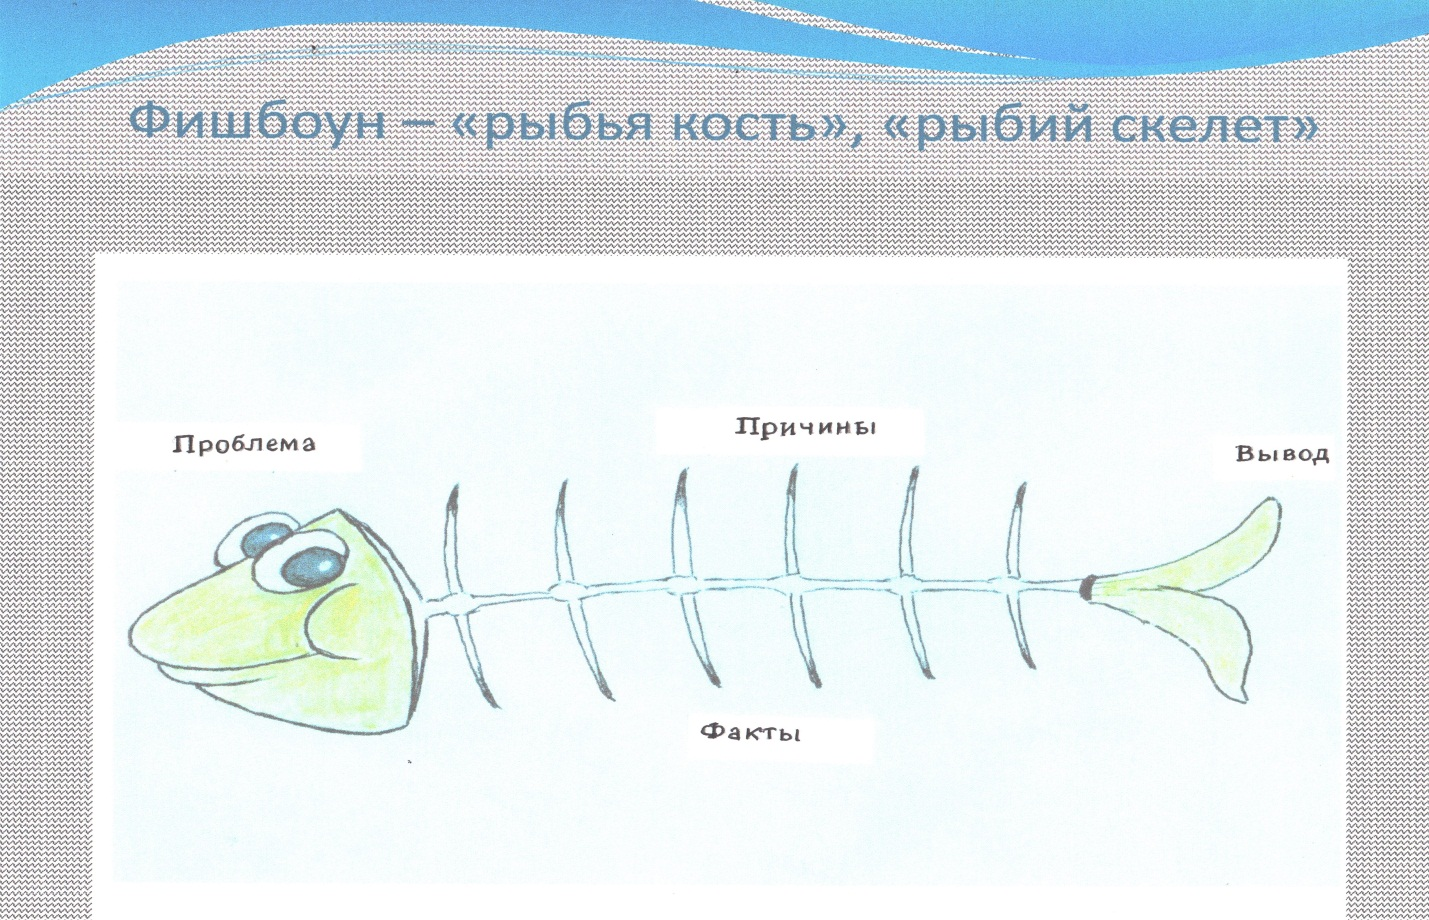 Фишбоун – «рыбья кость», «рыбий скелет»
Проблема
Причины
Вывод
Факты